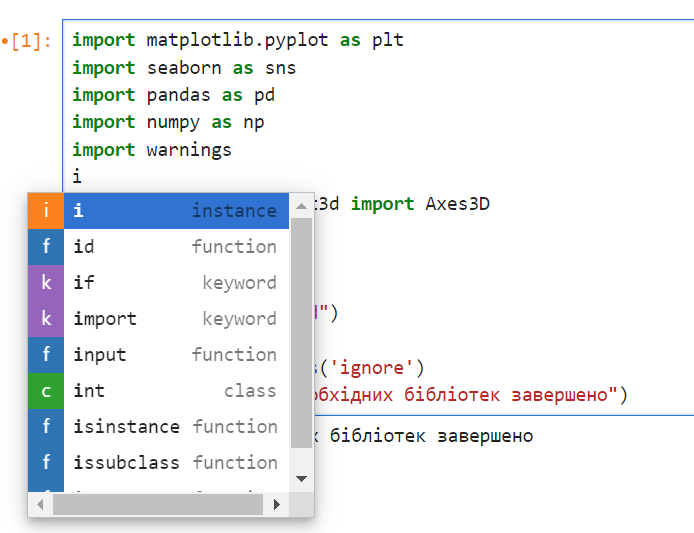 [1]:
import matplotlib.pyplot as plt
import seaborn as sns
import pandas as pd
import numpy as np
import warnings
i
3d import Axes3D
")
('ignore')
бібліотек завершено")
бібліотек завершено
i i instance
f id function
k if keyword
k import keyword
f input function
c int class
f isinstance function
f issubclass function